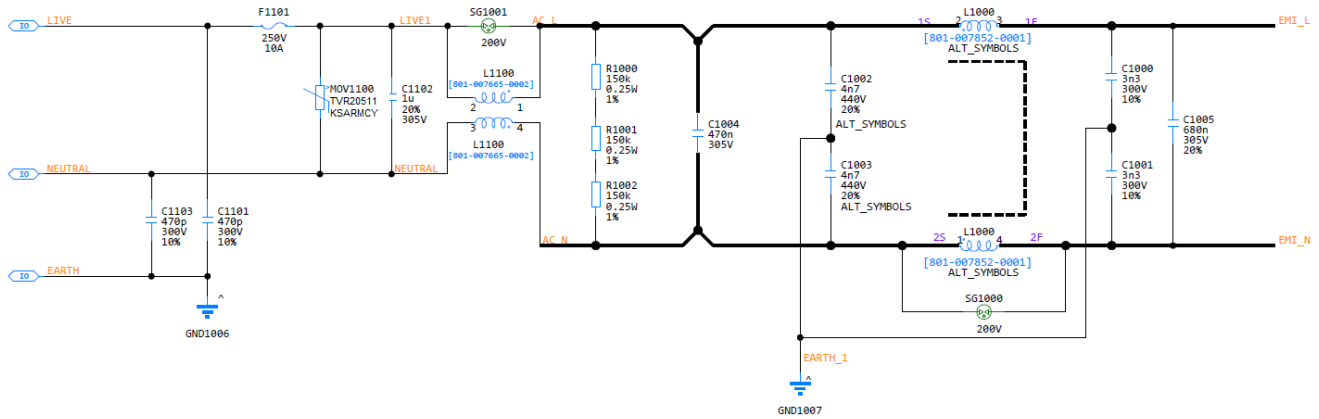 IO LIVE
F1101
250V
10A
LIVE1
SG1001
200V
AC_L
1S
2
L1000
3
1F
[801-007852-0001]
ALT_SYMBOLS
EMI_L
MOV1100
TVR20511
KSARMCY
C1102
1u
20%
305V
L1100
[801-007665-0002]
2 1
3 4
L1100
[801-007665-0002]
R1000
150k
0.25W
1%
R1001
150k
0.25W
1%
R1002
150k
0.25W
1%
C1004
470n
305V
C1002
4n7
440V
20%
ALT_SYMBOLS
C1003
4n7
440V
20%
ALT_SYMBOLS
C1000
3n3
300V
10%
C1005
680n
305V
20%
C1001
3n3
300V
10%
IO NEUTRAL
NEUTRAL
C1103
470p
300V
10%
C1101
470p
300V
10%
AC_N
2S
1
L1000
4
2F
[801-007852-0001]
ALT_SYMBOLS
EMI_N
IO EARTH
GND1006
SG1000
200V
EARTH_1
GND1007